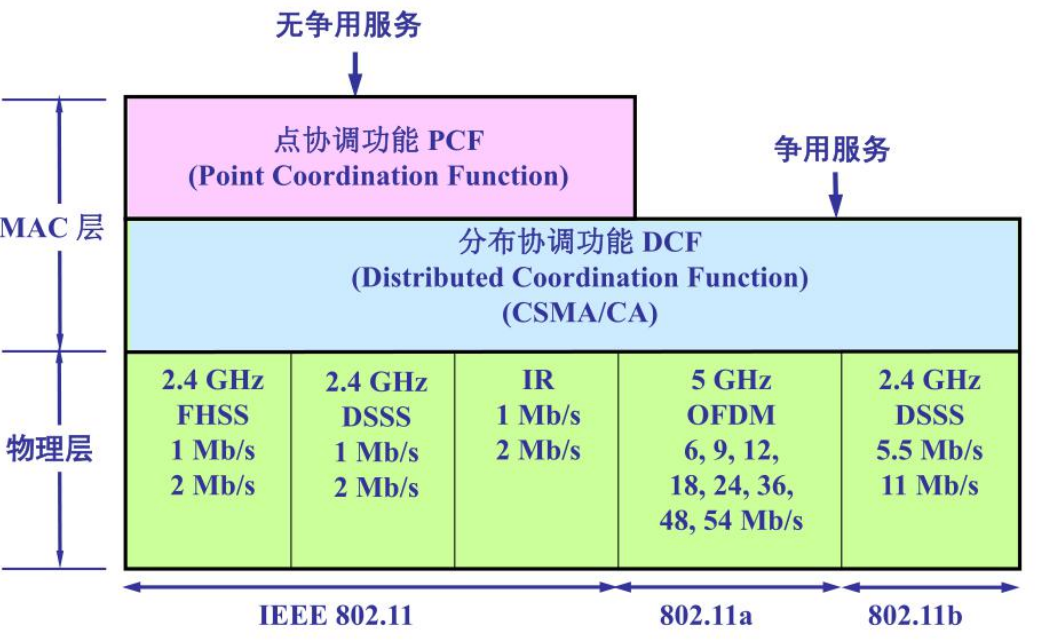 无争用服务
点协调功能 PCF
(Point Coordination Function)
争用服务
MAC 层
分布协调功能 DCF
(Distributed Coordination Function)
(CSMA/CA)
物理层
2.4 GHz
FHSS
1 Mb/s
2 Mb/s
2.4 GHz
DSSS
1 Mb/s
2 Mb/s
IR
1 Mb/s
2 Mb/s
5 GHz
OFDM
6, 9, 12,
18, 24, 36,
48, 54 Mb/s
2.4 GHz
DSSS
5.5 Mb/s
11 Mb/s
IEEE 802.11
802.11a
802.11b